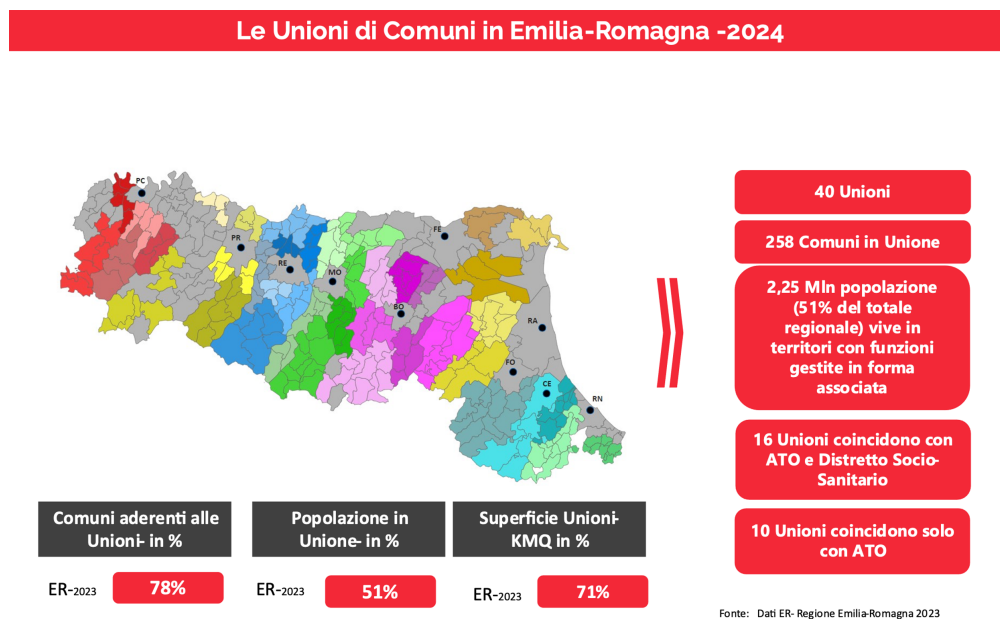 Le Unioni di Comuni in Emilia-Romagna -2024
PC
PR
RE
MO
FE
BO
RA
FO
CE
RN
40 Unioni
258 Comuni in Unione
2,25 Mln popolazione
(51% del totale
regionale) vive in
territori con funzioni
gestite in forma
associata
16 Unioni coincidono con
ATO e Distretto Socio-
Sanitario
10 Unioni coincidono solo
con ATO
Comuni aderenti alle
Unioni- in %
ER-2023
78%
Popolazione in
Unione- in %
ER-2023
51%
Superficie Unioni-
KMQ in %
ER-2023
71%
Fonte: Dati ER- Regione Emilia-Romagna 2023